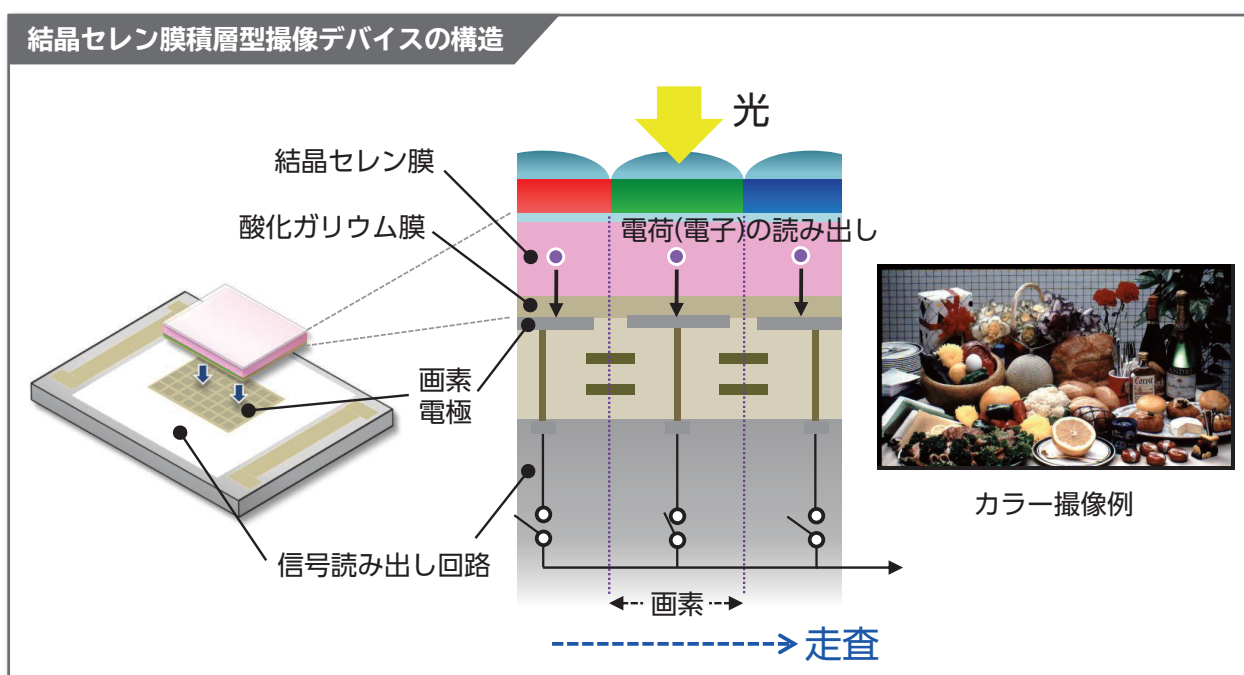 結晶セレン膜積層型撮像デバイスの構造
光
結晶セレン膜
酸化ガリウム膜
電荷(電子)の読み出し
画素
電極
カラー撮像例
信号読み出し回路
画素
走査